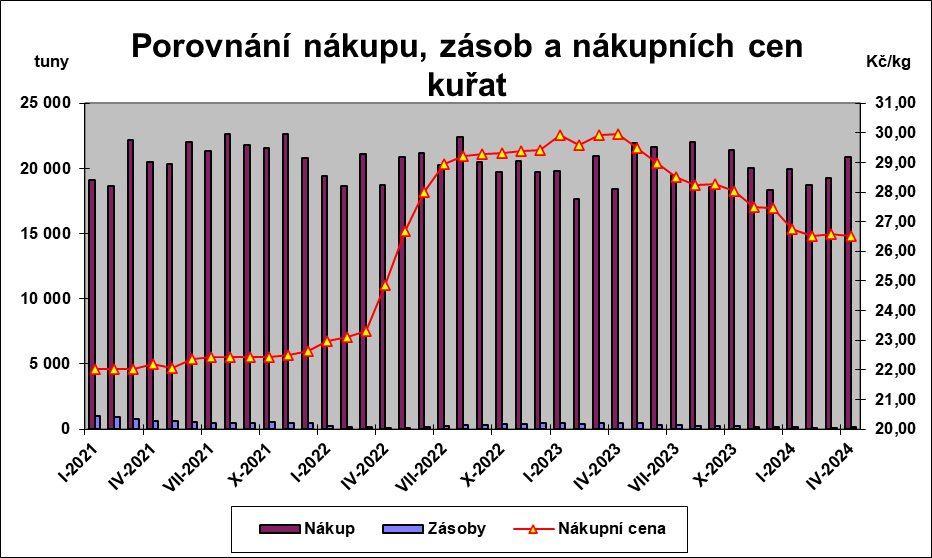 Porovnání nákupu, zásob a nákupních cen
kuřat
tuny
Kč/kg
25 000
20 000
15 000
10 000
5 000
0
31,00
30,00
29,00
28,00
27,00
26,00
25,00
24,00
23,00
22,00
21,00
20,00
I-2021
IV-2021
VII-2021
X-2021
I-2022
IV-2022
VII-2022
X-2022
I-2023
IV-2023
VII-2023
X-2023
I-2024
IV-2024
Nákup Zásoby Nákupní cena